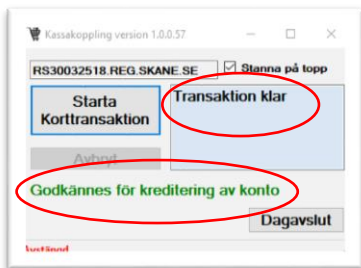 Kassakoppling version 1.0.0.57
RS30032518.REG.SKANE.SE
Stanna på topp
Starta
Korttransaktion
Transaktion klar
Avbryt
Godkännes för kreditering av konto
Dagavslut
Avstängd